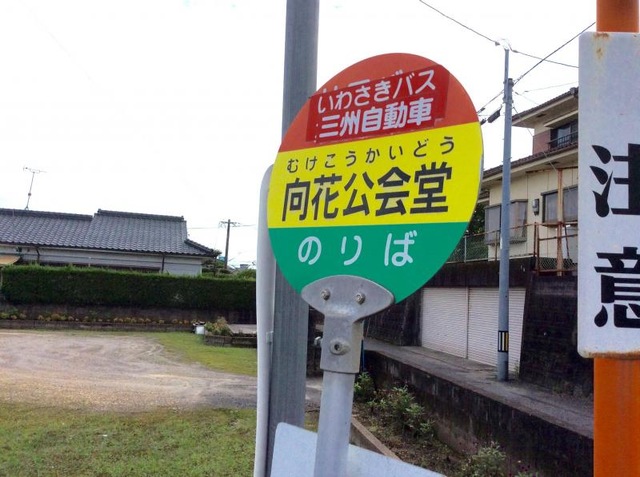 いわさきバス
三州自動車
むけこうかいどう
向花公会堂
のりば
注意